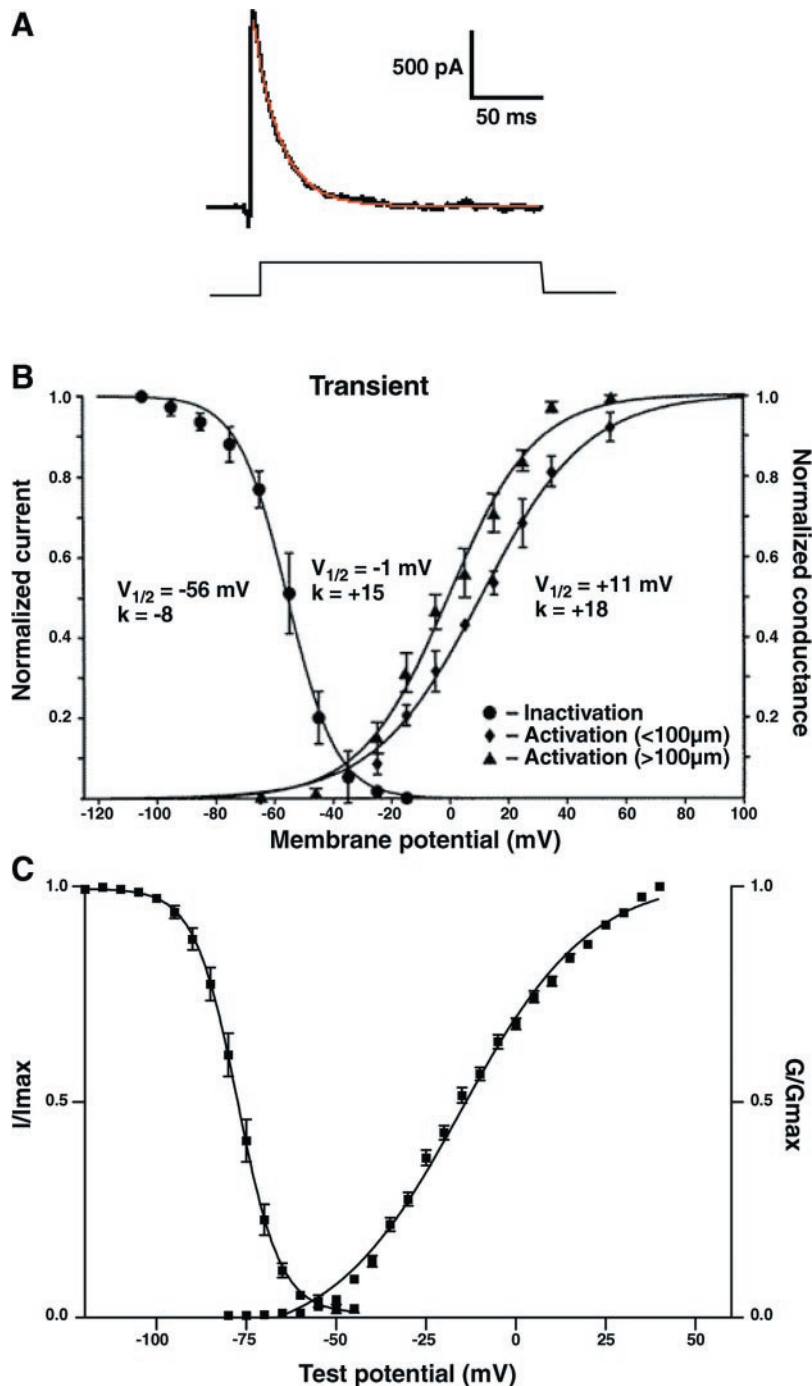 A
500 pA
50 ms
B
Transient
1.0
0.8
0.6
0.4
0.2
Normalized current
1.0
0.8
0.6
0.4
0.2
Normalized conductance
V1/2 = -56 mV
k = -8
V1/2 = -1 mV
k = +15
V1/2 = +11 mV
k = +18
– Inactivation
– Activation (<100µm)
– Activation (>100µm)
-120 -100 -80 -60 -40 -20 0 20 40 60 80 100
Membrane potential (mV)
C
1.0
0.5
0.0
I/Imax
1.0
0.5
0.0
G/Gmax
-100 -75 -50 -25 0 25 50
Test potential (mV)